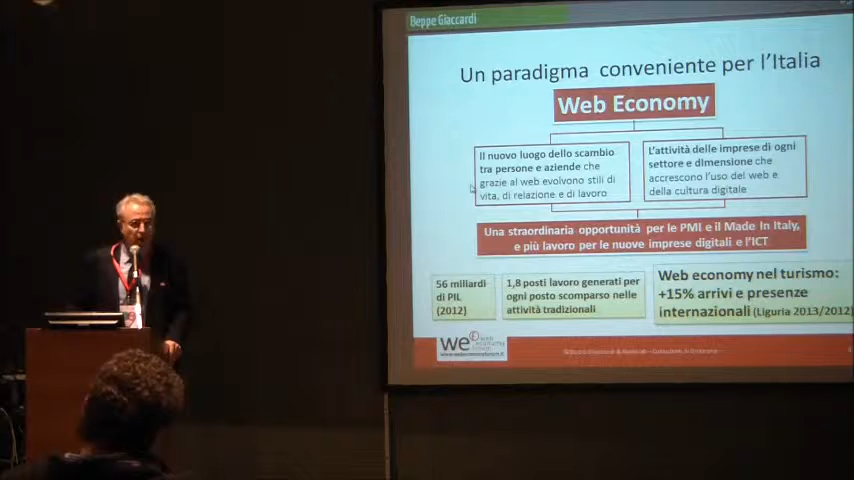 Beppe Giaccardi
Un paradigma conveniente per l'Italia
Web Economy
Il nuovo luogo dello scambio
tra persone e aziende che
grazie al web evolvono stili di
vita, di relazione e di lavoro
L'attività delle imprese di ogni
settore e dimensione che
accrescono l'uso del web e
della cultura digitale
Una straordinaria opportunità per le PMI e il Made In Italy,
e più lavoro per le nuove imprese digitali e l'ICT
56 miliardi
di PIL
(2012)
1,8 posti lavoro generati per
ogni posto scomparso nelle
attività tradizionali
Web economy nel turismo:
+15% arrivi e presenze
internazionali (Liguria 2013/2012)
we
web
economy